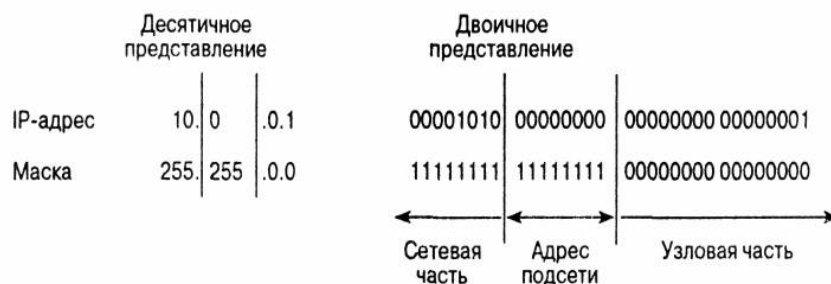 Десятичное
представление
Двоичное
представление
IP-адрес 10. 0 .0.1 00001010 00000000 00000000 00000001
Маска 255. 255 .0.0 11111111 11111111 00000000 00000000
Сетевая
часть
Адрес
подсети
Узловая часть